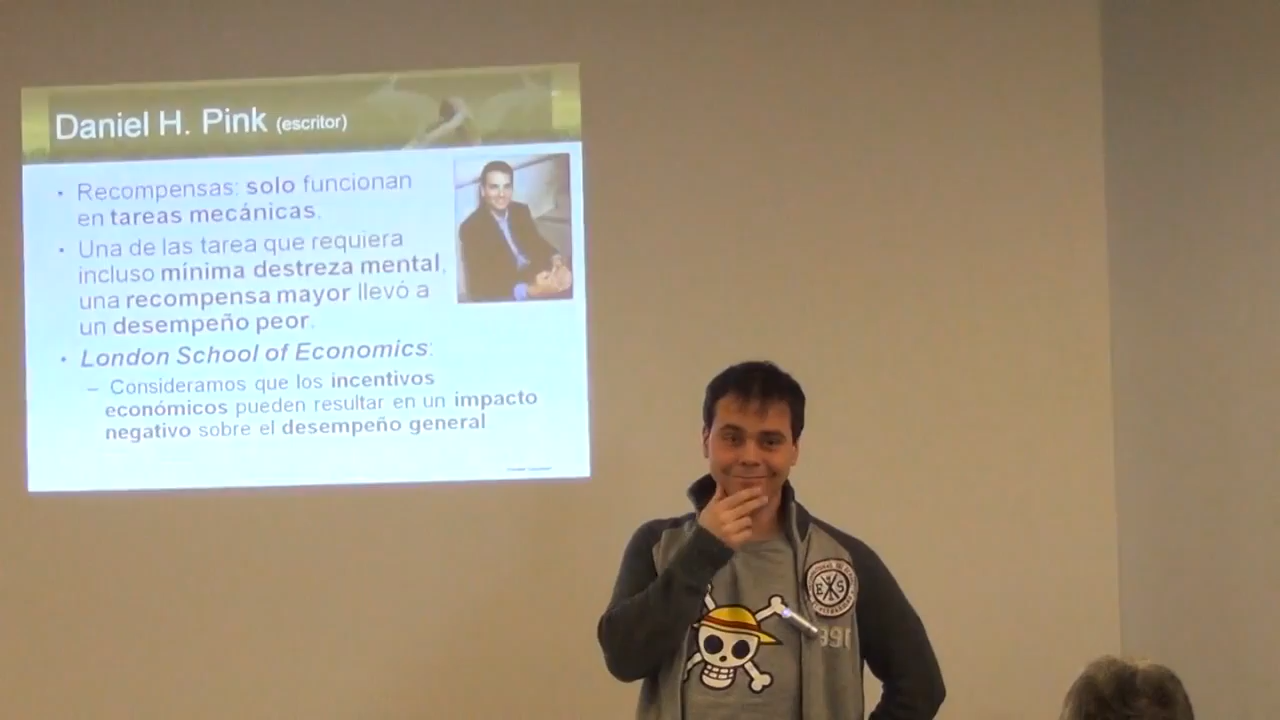 Daniel H. Pink (escritor)
• Recompensas: solo funcionan
en tareas mecánicas.
• Una de las tarea que requiera
incluso mínima destreza mental,
una recompensa mayor llevó a
un desempeño peor.
• London School of Economics:
– Consideramos que los incentivos
económicos pueden resultar en un impacto
negativo sobre el desempeño general